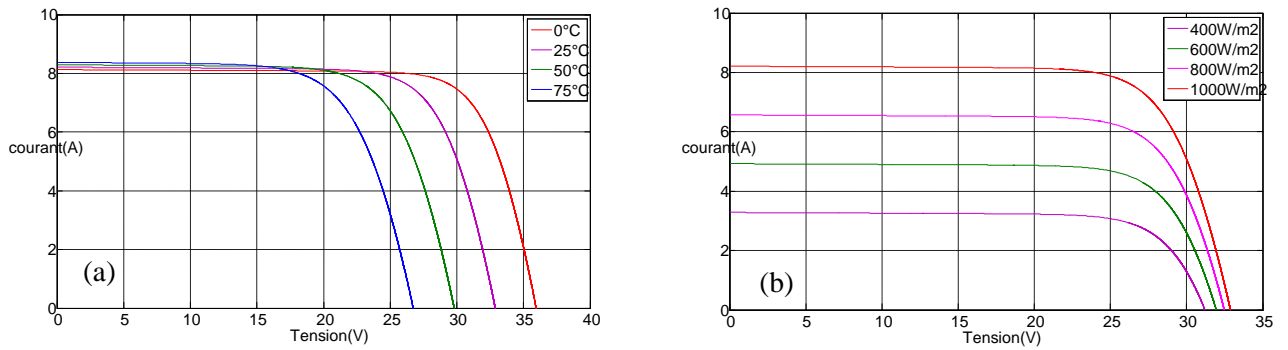 10
8
6
courant(A)
4
2
0
0 5 10 15 20 25 30 35 40
Tension(V)
0°C
25°C
50°C
75°C
(a)
10
8
6
courant(A)
4
2
0
0 5 10 15 20 25 30 35
Tension(V)
400W/m2
600W/m2
800W/m2
1000W/m2
(b)